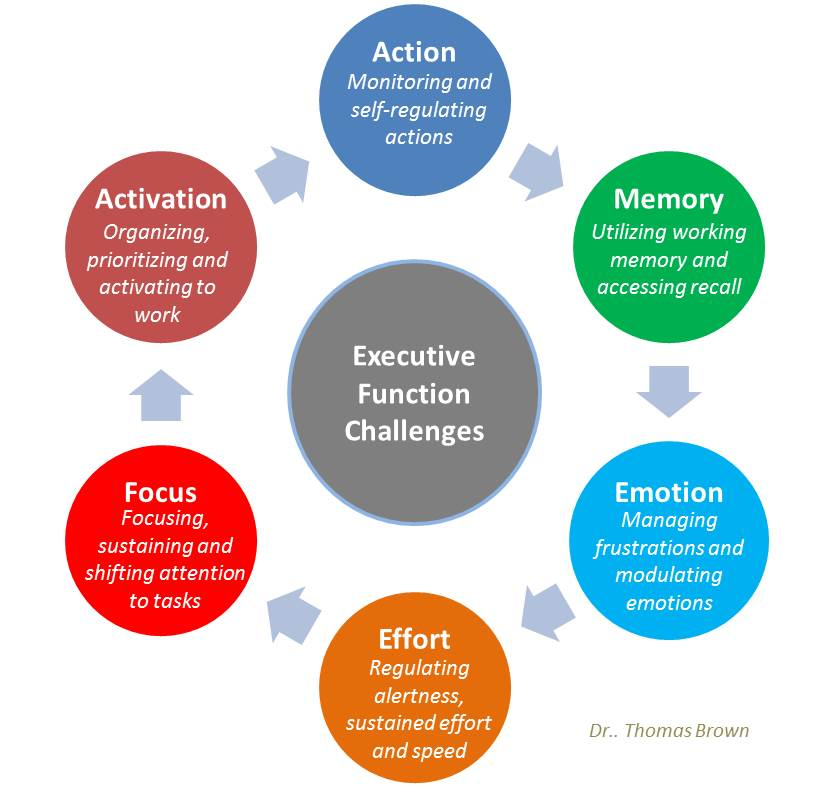 Action
Monitoring and
self-regulating
actions
Memory
Utilizing working
memory and
accessing recall
Emotion
Managing
frustrations and
modulating
emotions
Effort
Regulating
alertness,
sustained effort
and speed
Focus
Focusing,
sustaining and
shifting attention
to tasks
Activation
Organizing,
prioritizing and
activating to
work
Executive
Function
Challenges
Dr.. Thomas Brown